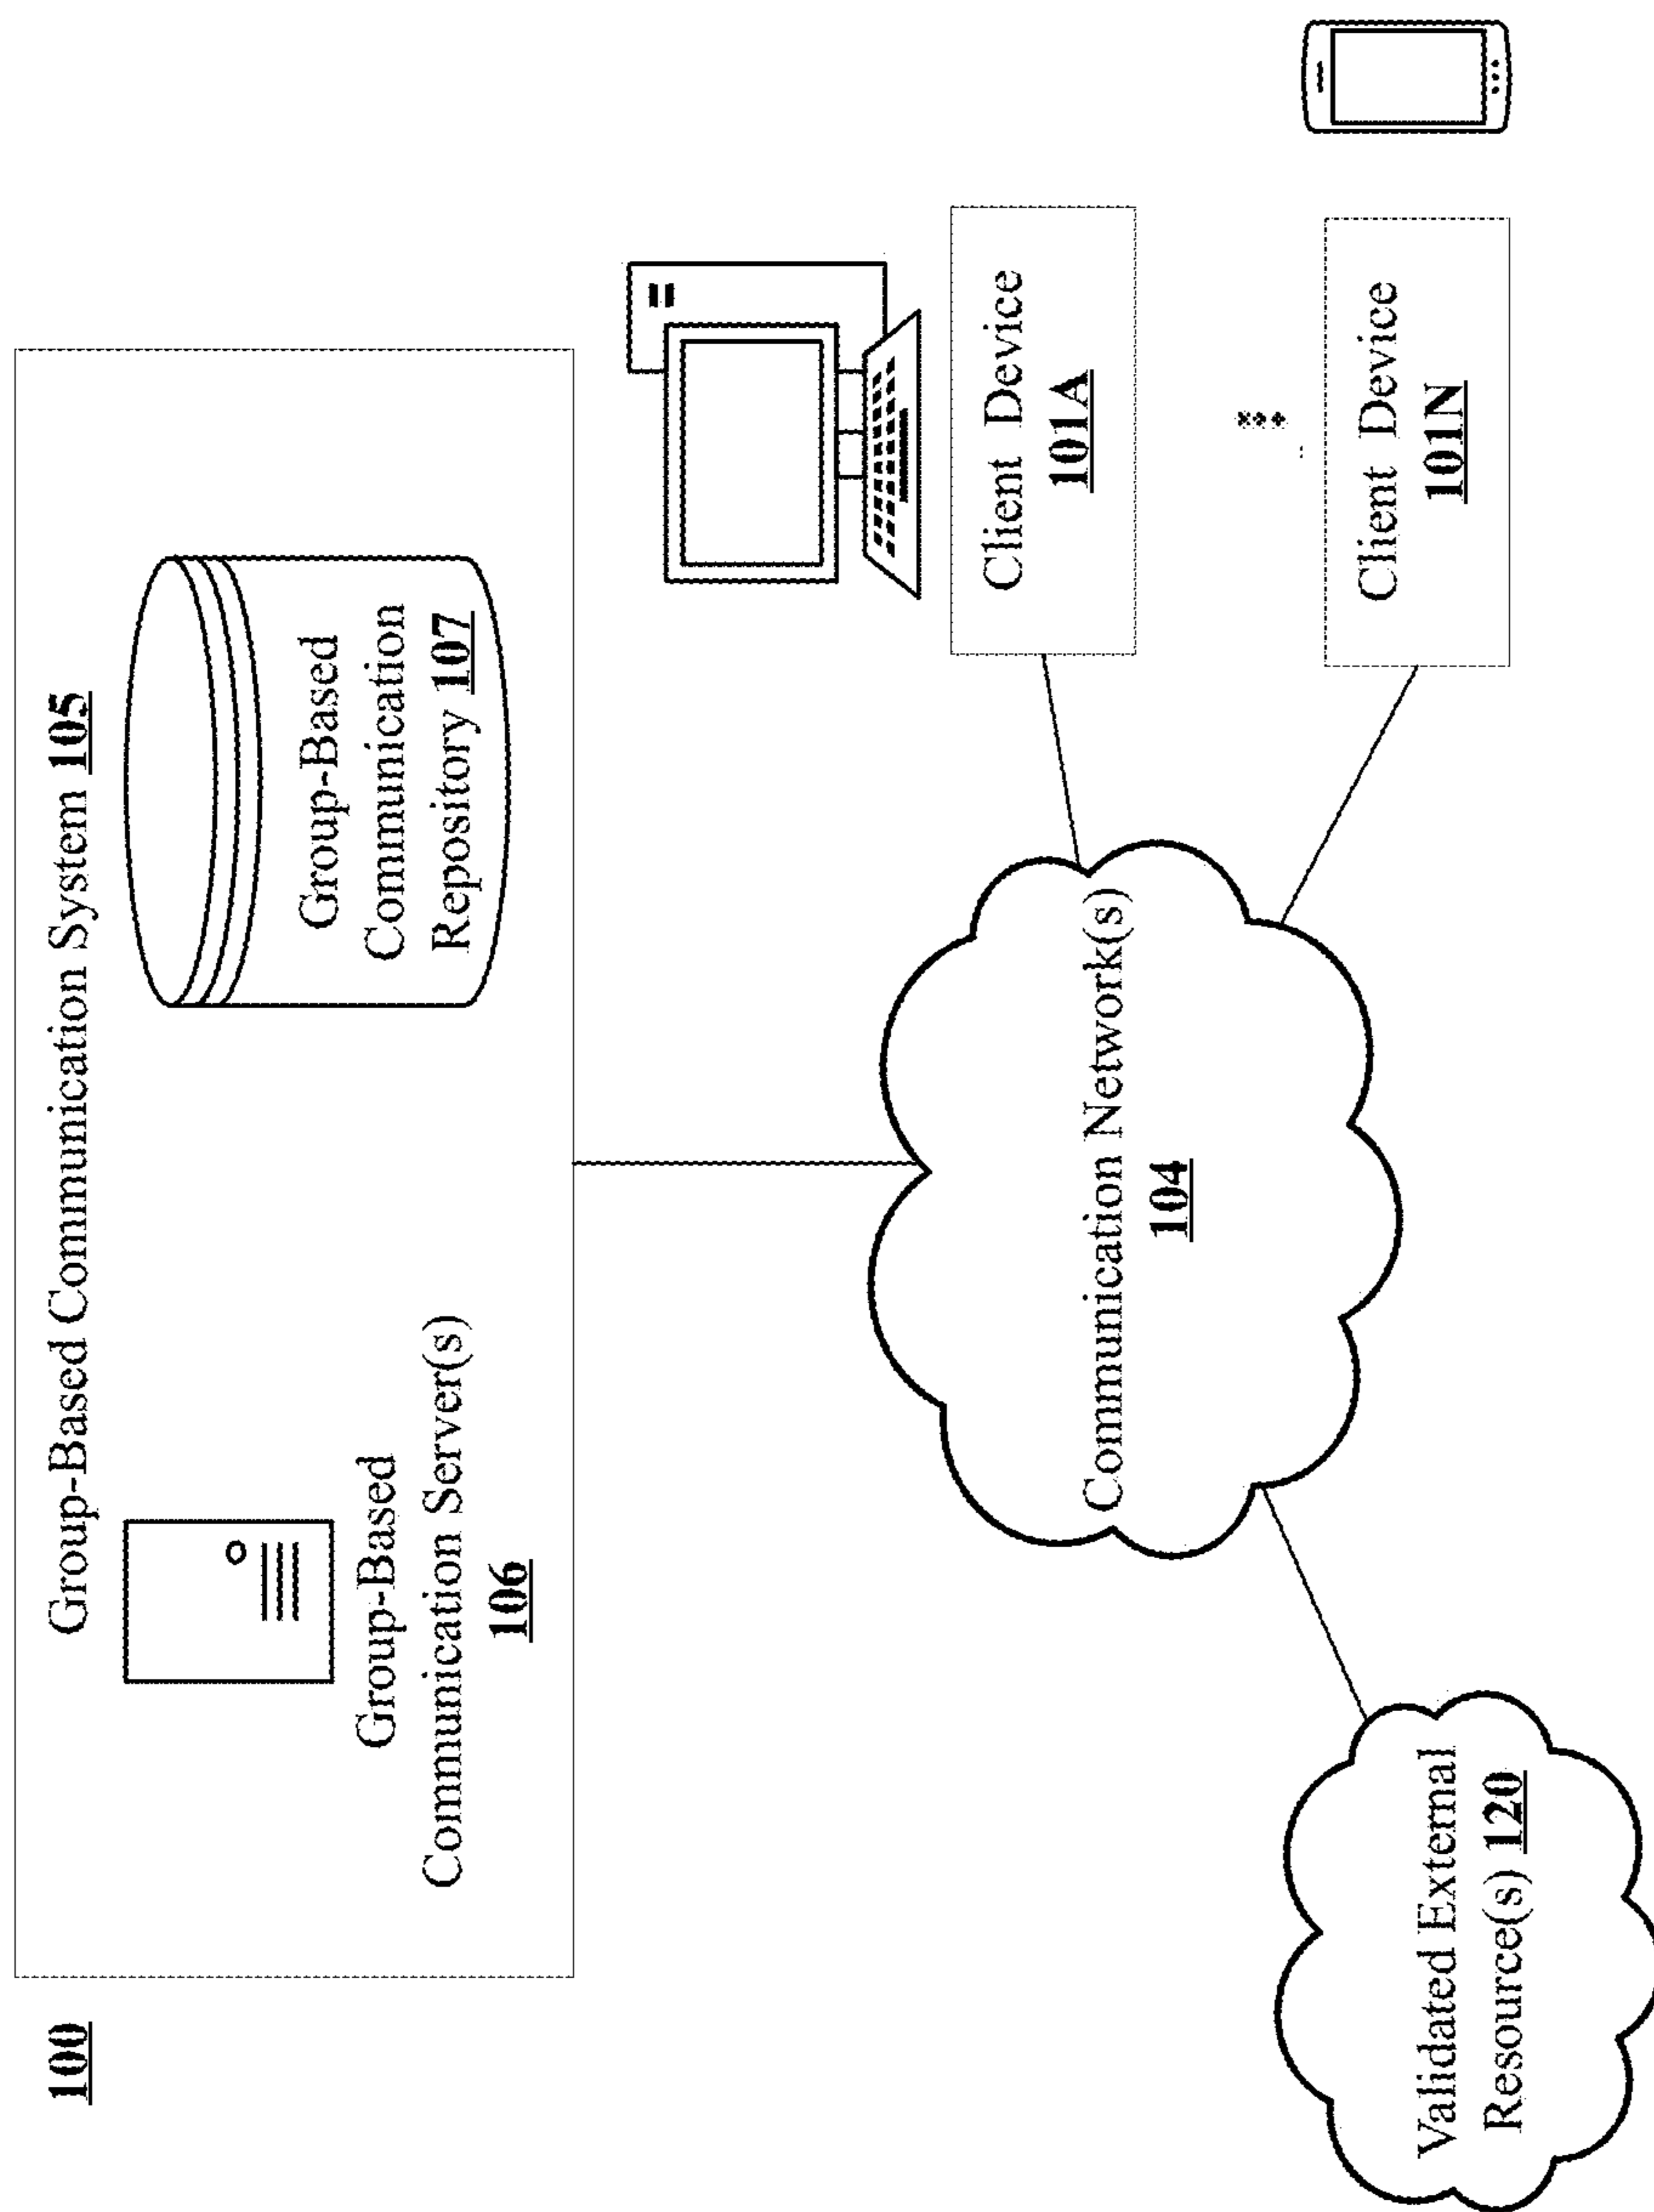 100
Group-Based Communication System 105
Group-Based
Communication Server(s)
106
Group-Based
Communication
Repository 107
Communication Network(s)
104
Validated External
Resource(s) 120
Client Device
101A
Client Device
101N